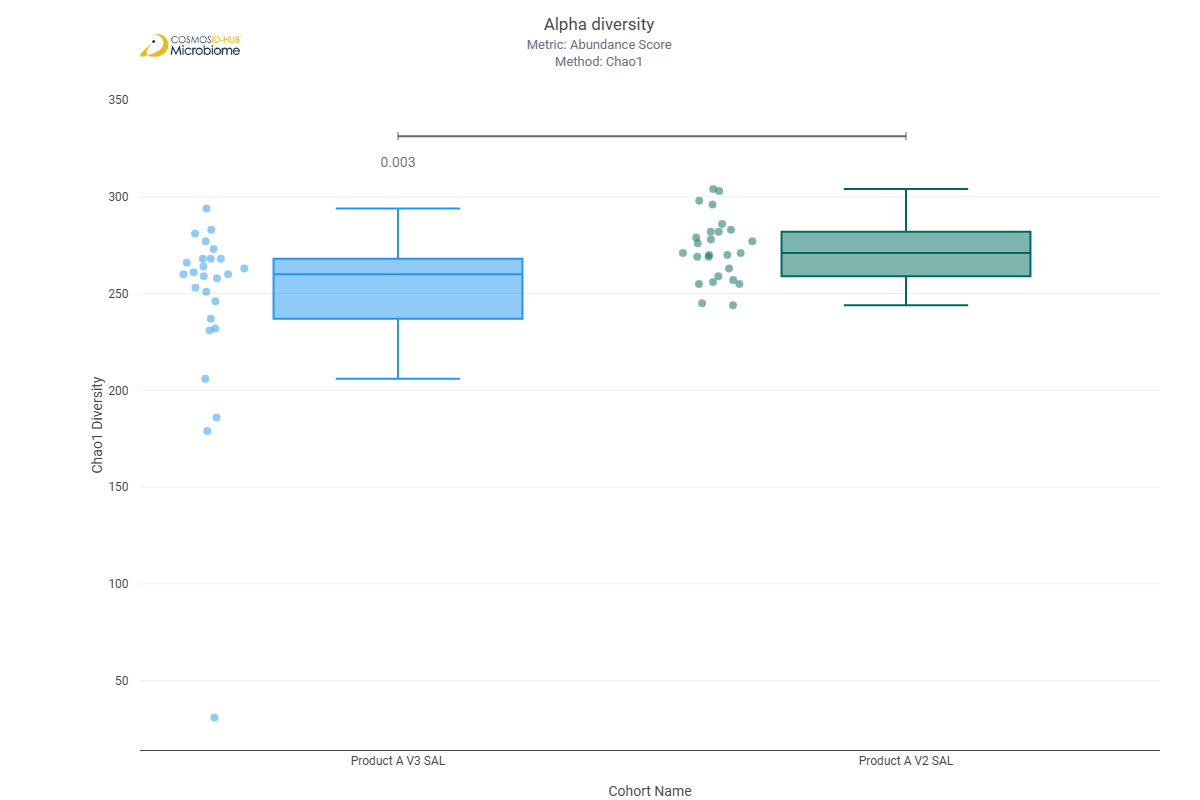 Alpha diversity
Metric: Abundance Score
Method: Chao1
COSMOSID-HUB
Microbiome
350
300
250
200
150
100
50
0.003
Chao1 Diversity
Product A V3 SAL
Product A V2 SAL
Cohort Name